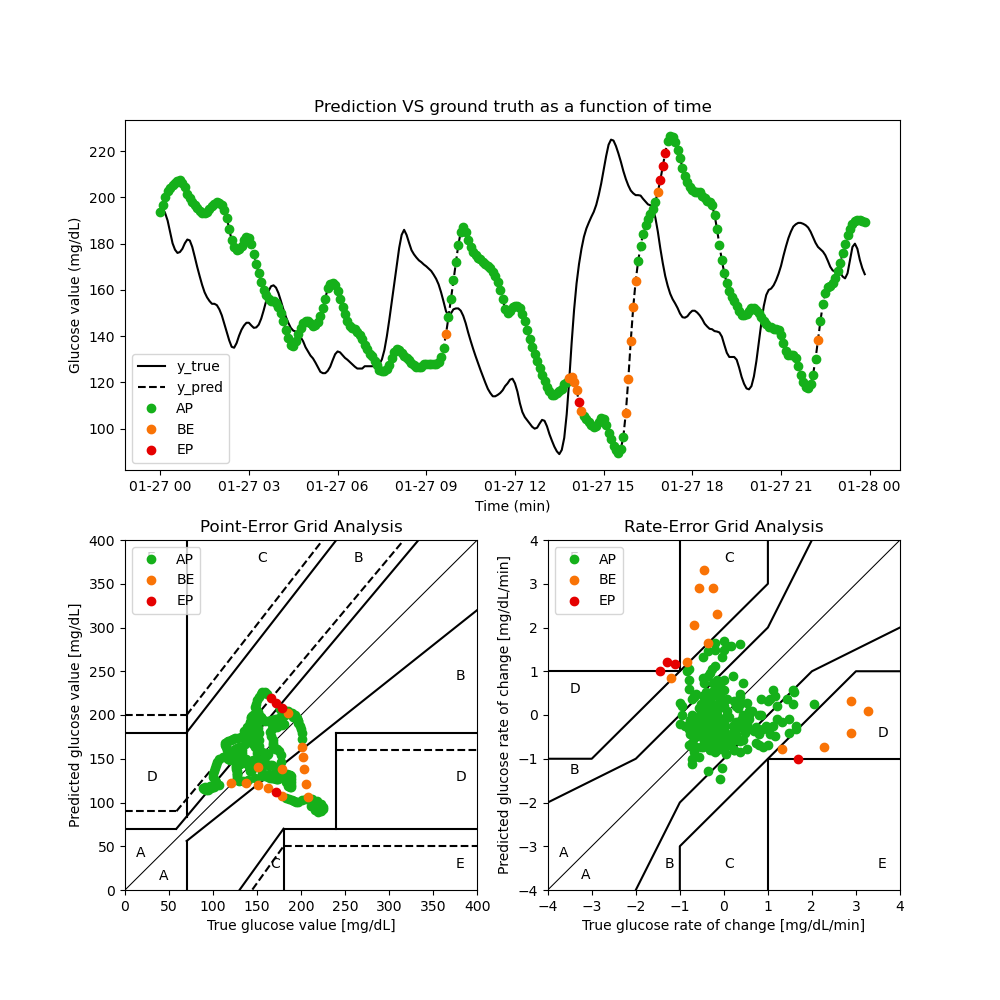 Prediction VS ground truth as a function of time
Glucose value (mg/dL)
220
200
180
160
140
120
100
y_true
y_pred
AP
BE
EP
01-27 00 01-27 03 01-27 06 01-27 09 01-27 12 01-27 15 01-27 18 01-27 21 01-28 00
Time (min)
Point-Error Grid Analysis
Predicted glucose value [mg/dL]
400
350
300
250
200
150
100
50
0
AP
BE
EP
C
B
B
D
D
A
A
C
E
0 50 100 150 200 250 300 350 400
True glucose value [mg/dL]
Rate-Error Grid Analysis
Predicted glucose rate of change [mg/dL/min]
4
3
2
1
0
−1
−2
−3
−4
AP
BE
EP
C
D
D
B
A
A
B
C
E
−4 −3 −2 −1 0 1 2 3 4
True glucose rate of change [mg/dL/min]